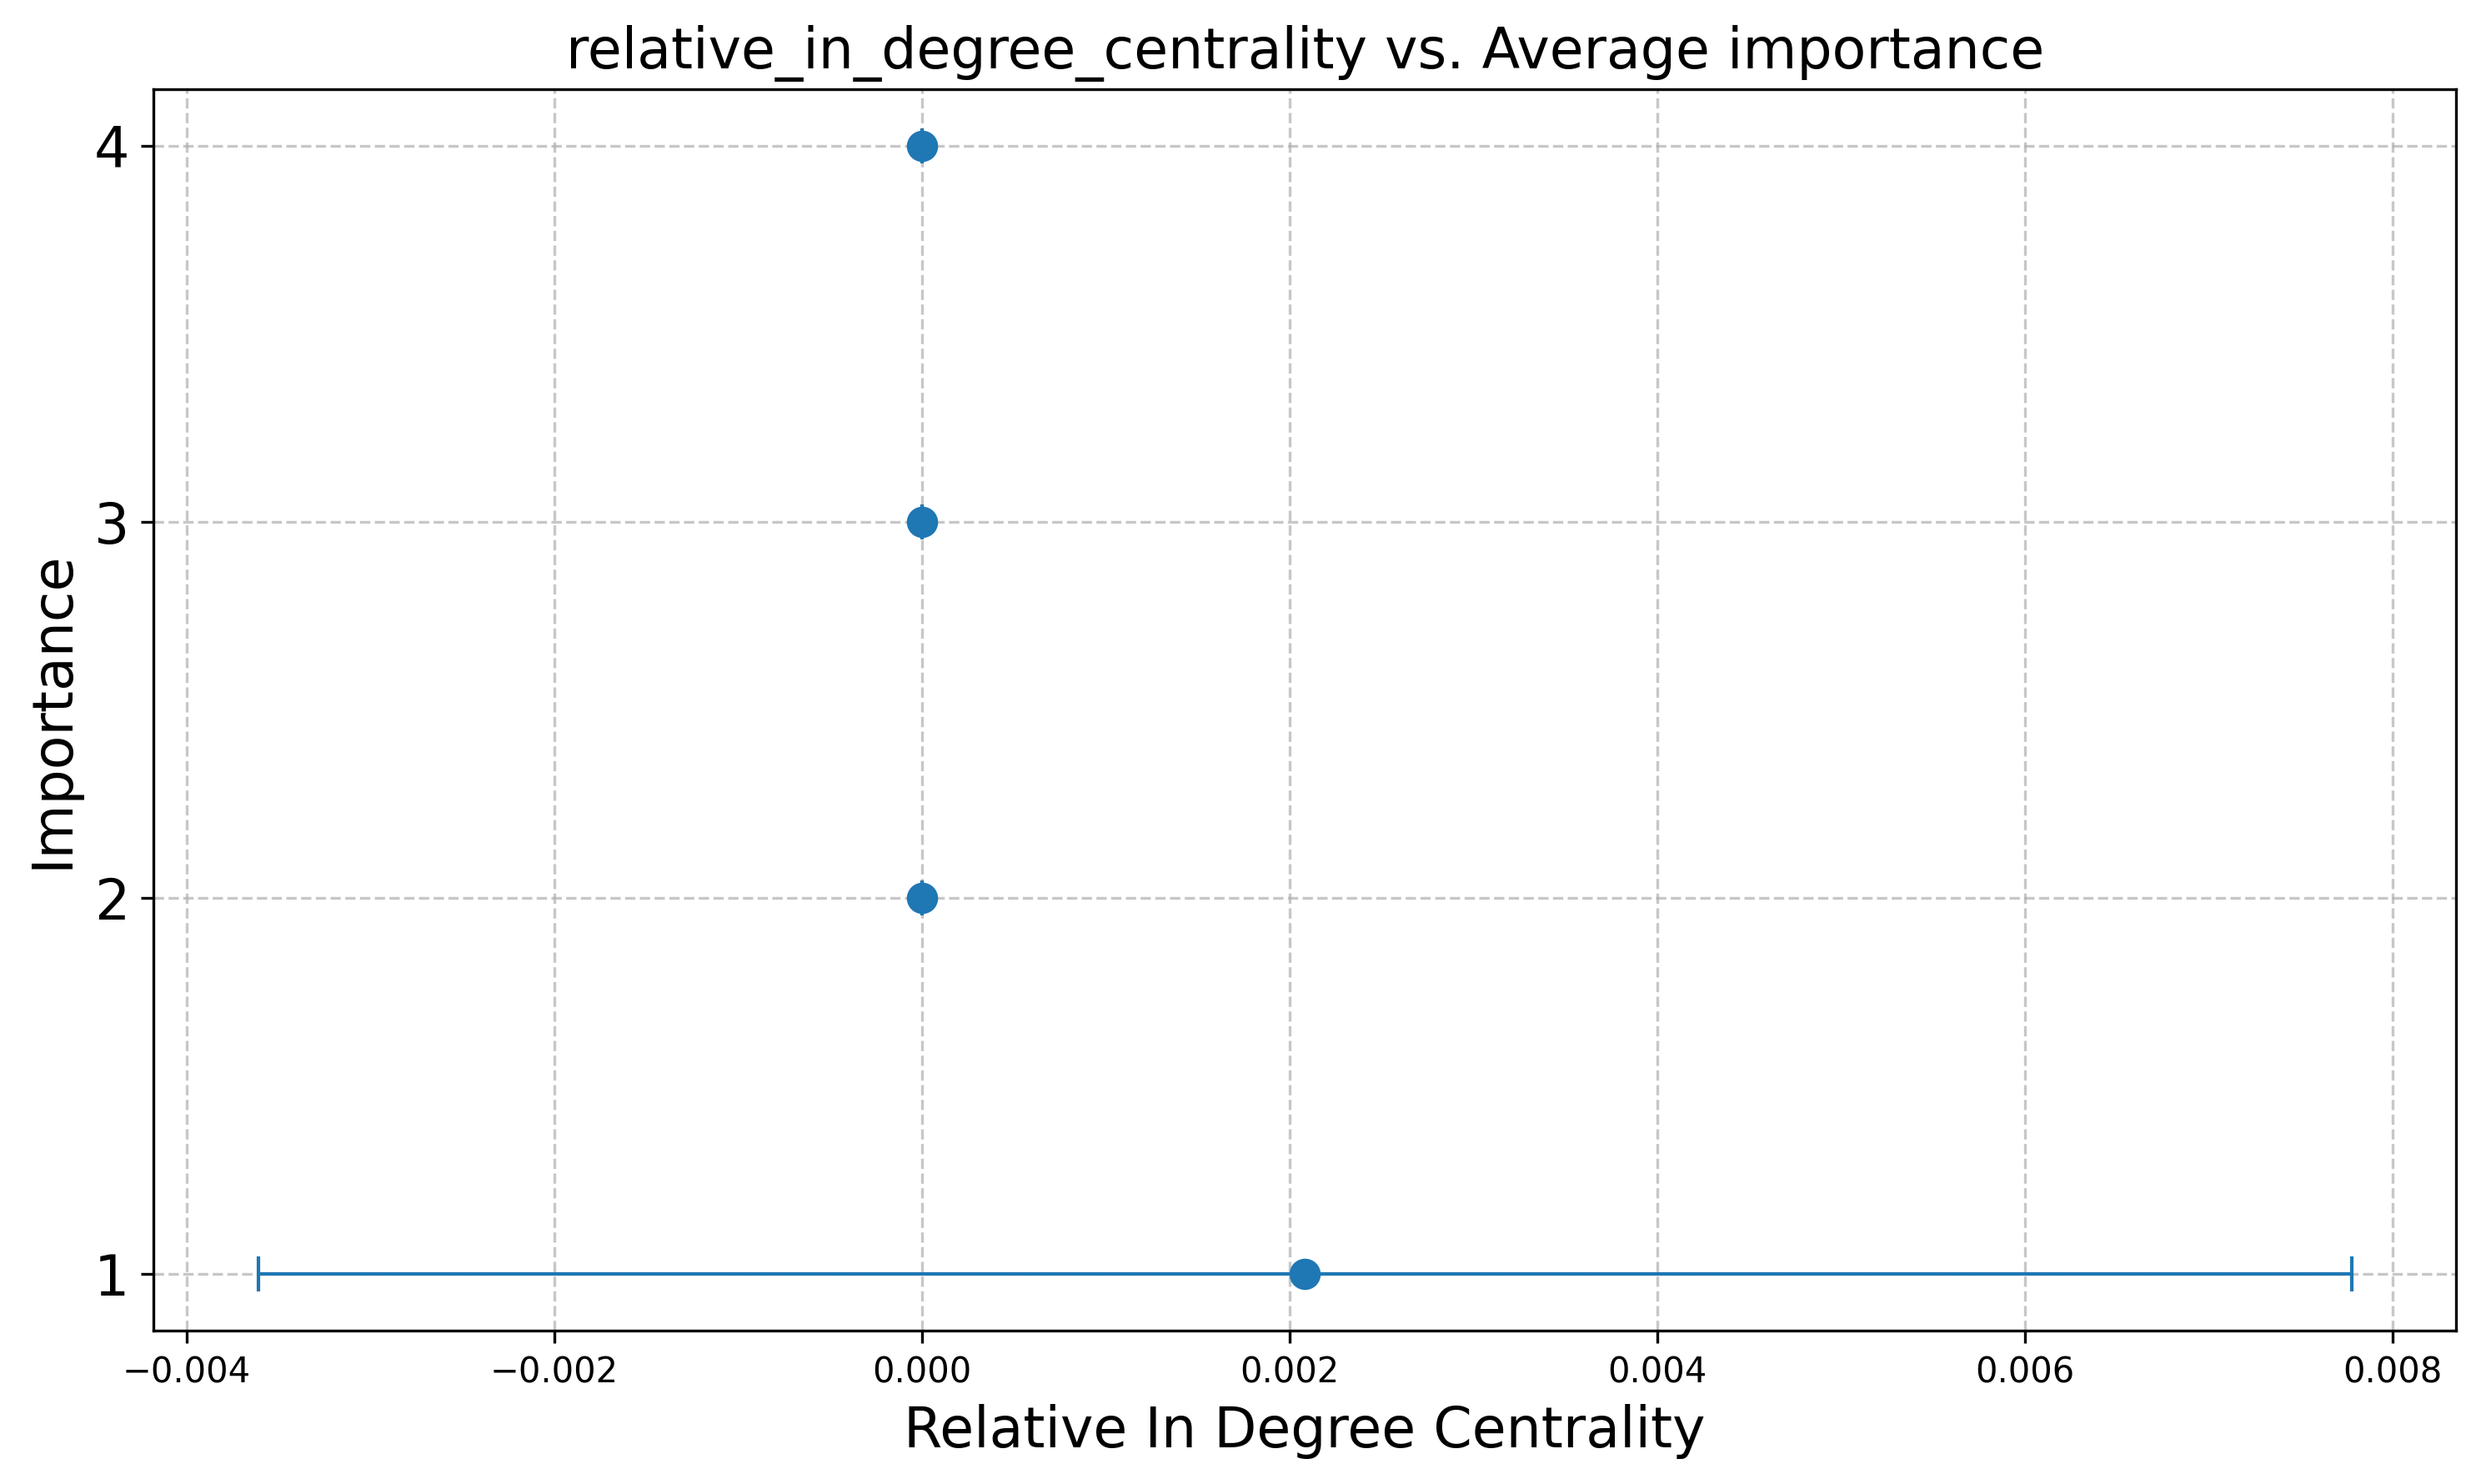 relative_in_degree_centrality vs. Average importance
4
3
2
1
Importance
−0.004 −0.002 0.000 0.002 0.004 0.006 0.008
Relative In Degree Centrality